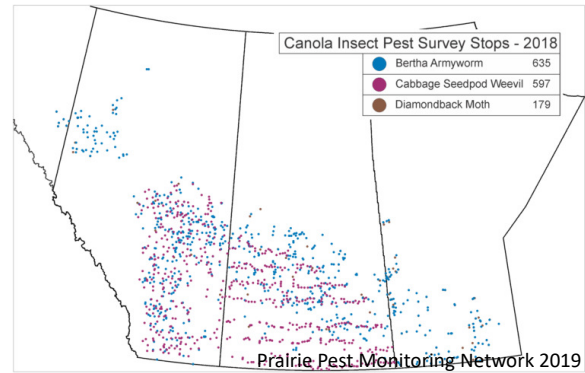 Canola Insect Pest Survey Stops - 2018
Bertha Armyworm 635
Cabbage Seedpod Weevil 597
Diamondback Moth 179
Prairie Pest Monitoring Network 2019